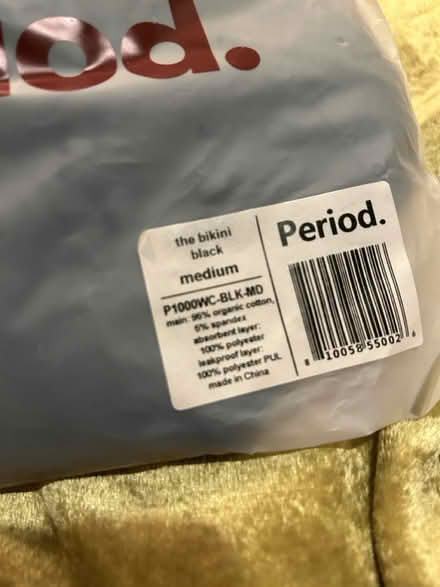 iod.
the bikini
black
medium
P1000WC-BLK-MD
main: 95% organic cotton,
5% spandex
absorbent layer:
100% polyester
leakproof layer:
100% polyester PUL
made in China
Period.
8 10058 55002 6